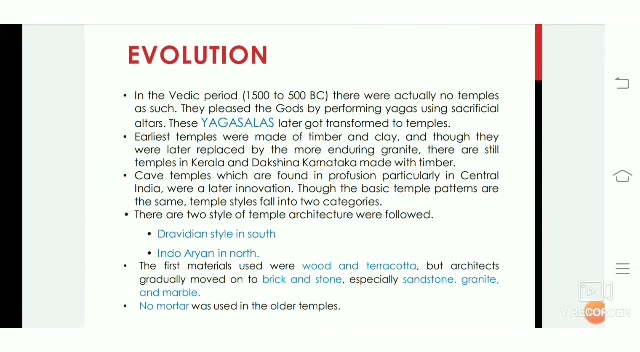 EVOLUTION
• In the Vedic period (1500 to 500 BC) there were actually no temples
as such. They pleased the Gods by performing yagas using sacrificial
altars. These YAGASALAS later got transformed to temples.
• Earliest temples were made of timber and clay, and though they
were later replaced by the more enduring granite, there are still
temples in Kerala and Dakshina Karnataka made with timber.
• Cave temples which are found in profusion particularly in Central
India, were a later innovation. Though the basic temple patterns are
the same, temple styles fall into two categories.
• There are two style of temple architecture were followed.
• Dravidian style in south
• Indo Aryan in north.
• The first materials used were wood and terracotta, but architects
gradually moved on to brick and stone, especially sandstone, granite,
and marble.
• No mortar was used in the older temples.
V RECORDER